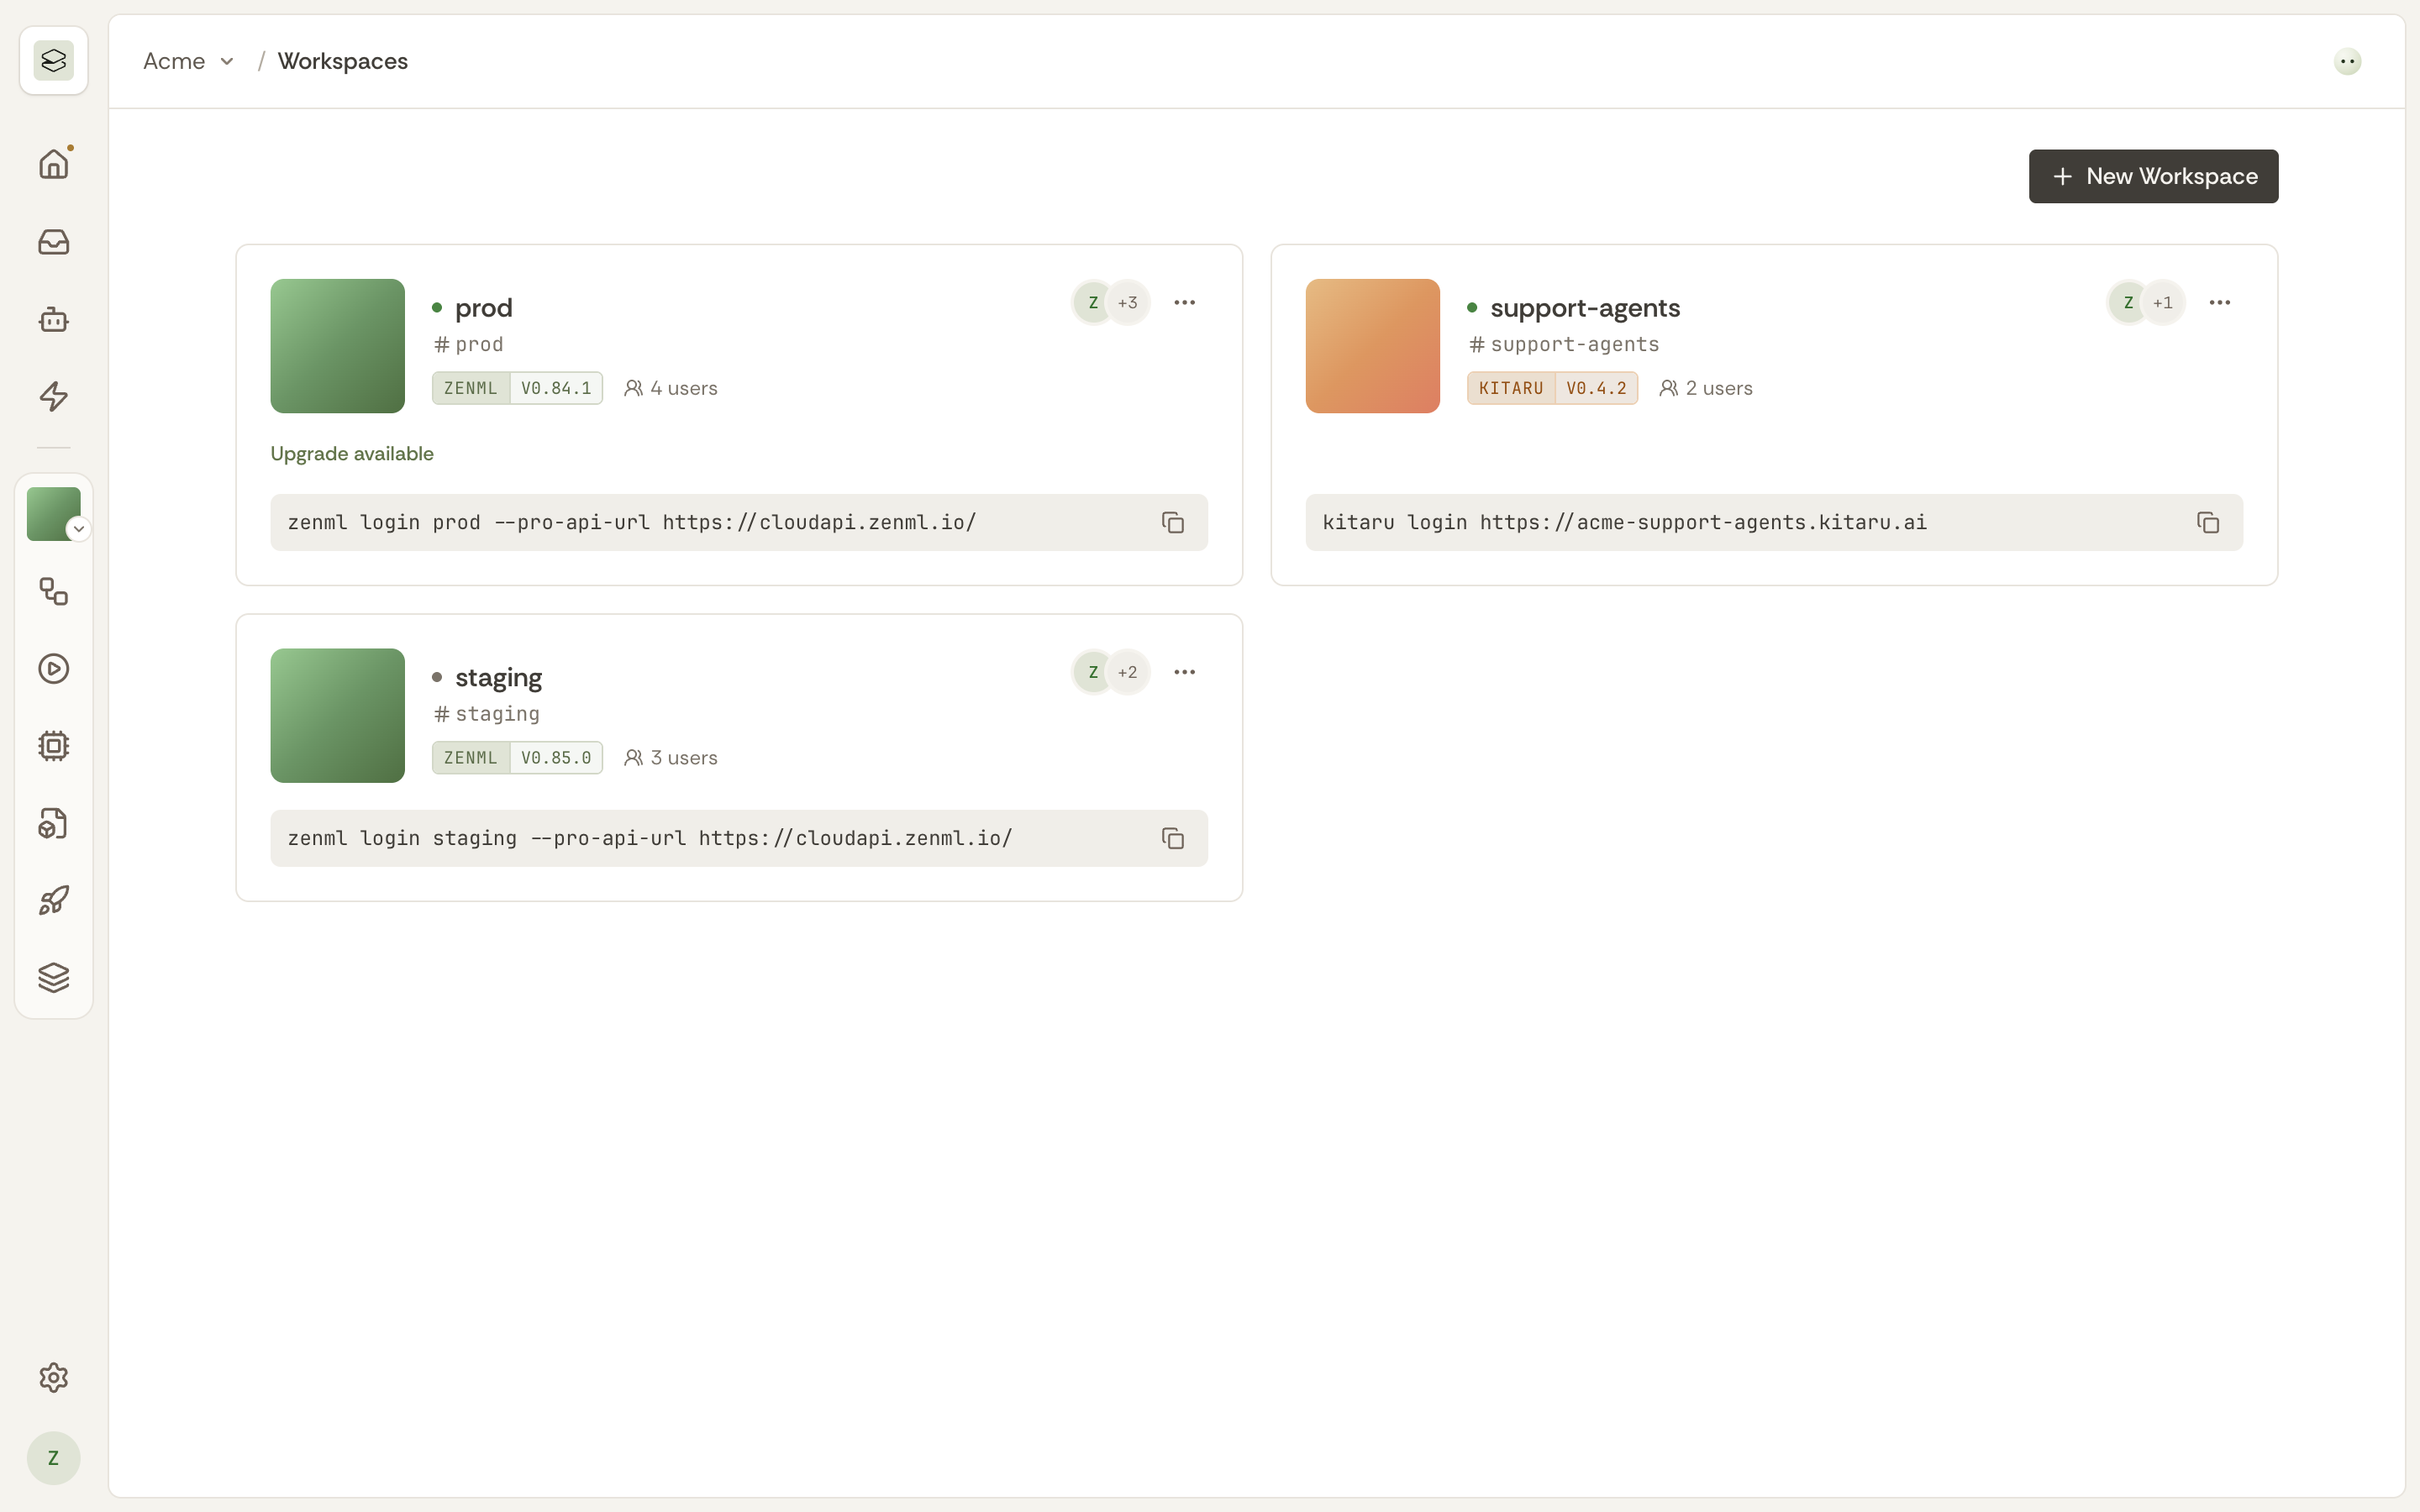 Acme / Workspaces
+ New Workspace
prod
Z +3
# prod
ZENML V0.84.1 4 users
Upgrade available
zenml login prod --pro-api-url https://cloudapi.zenml.io/
support-agents
Z +1
# support-agents
KITARU V0.4.2 2 users
kitaru login https://acme-support-agents.kitaru.ai
staging
Z +2
# staging
ZENML V0.85.0 3 users
zenml login staging --pro-api-url https://cloudapi.zenml.io/
Z